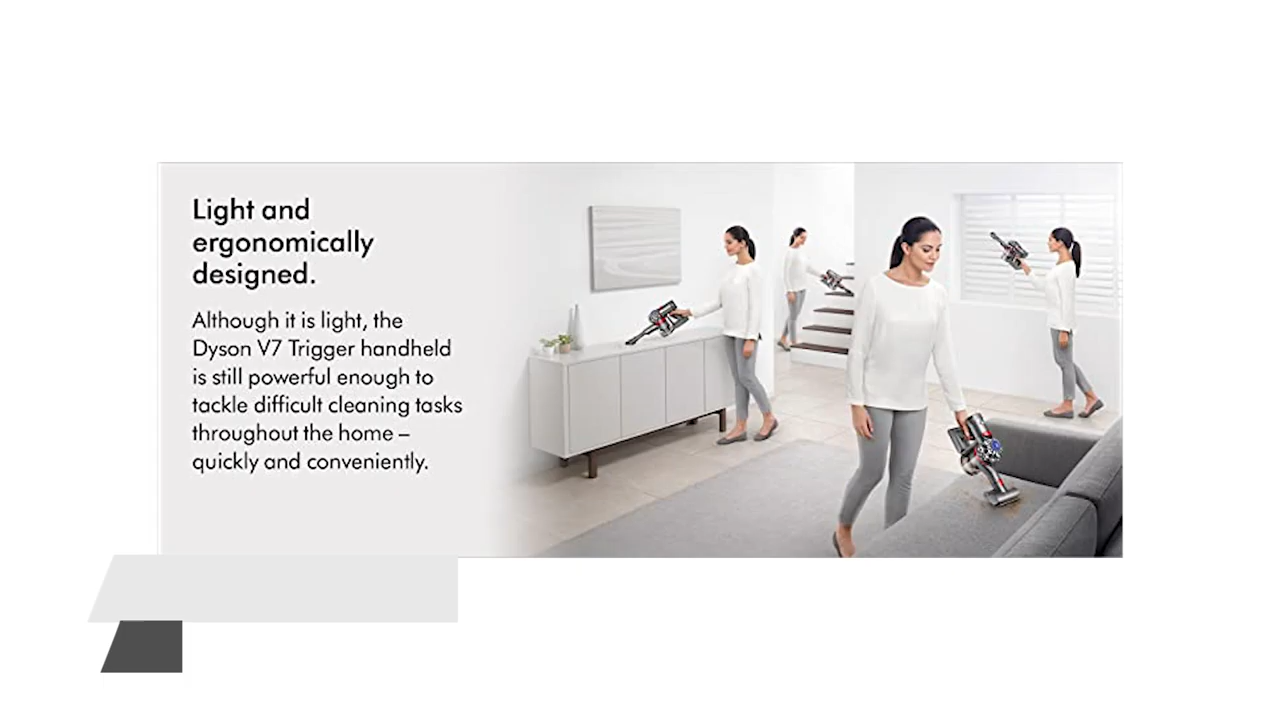 Light and
ergonomically
designed.
Although it is light, the
Dyson V7 Trigger handheld
is still powerful enough to
tackle difficult cleaning tasks
throughout the home –
quickly and conveniently.